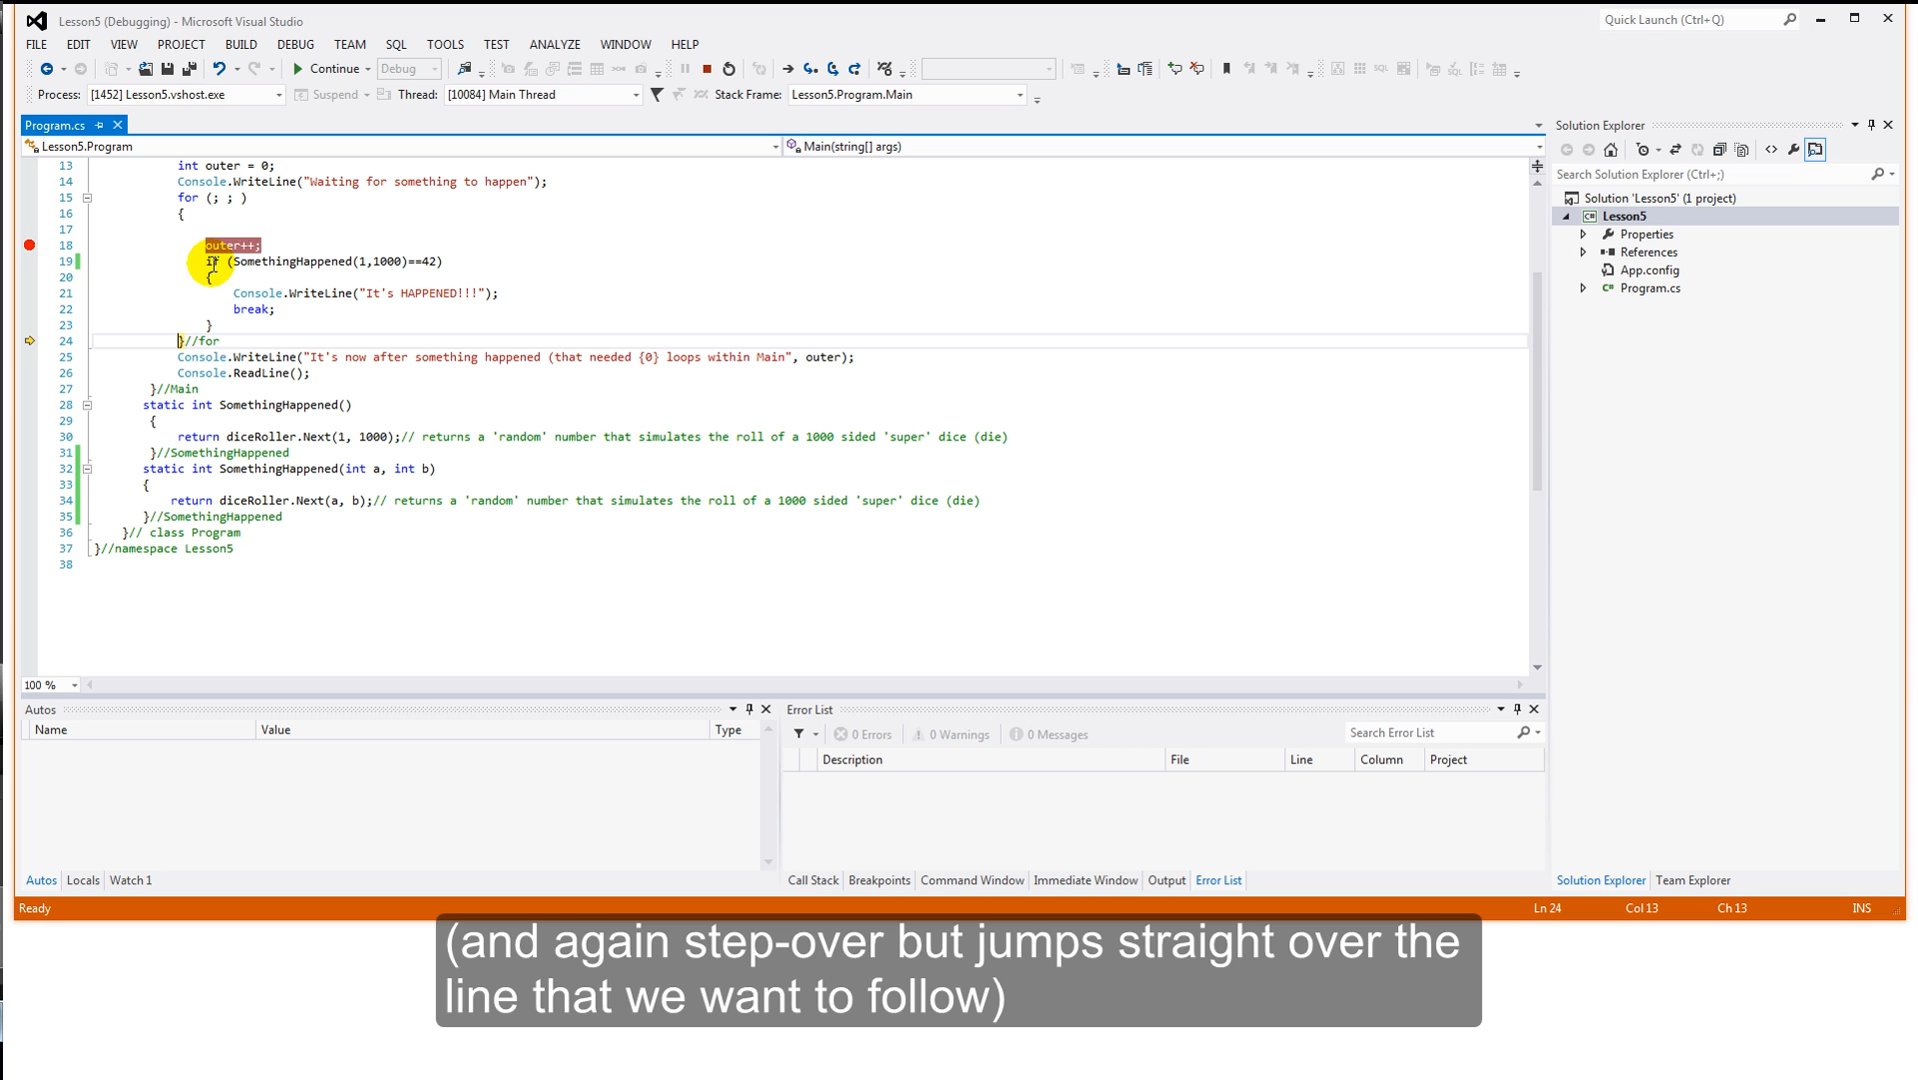 Lesson5 (Debugging) - Microsoft Visual Studio
Quick Launch (Ctrl+Q)
FILE EDIT VIEW PROJECT BUILD DEBUG TEAM SQL TOOLS TEST ANALYZE WINDOW HELP
Continue Debug
Process: [1452] Lesson5.vshost.exe Suspend Thread: [10084] Main Thread Stack Frame: Lesson5.Program.Main
Program.cs
Lesson5.Program Main(string[] args)
13 int outer = 0;
14 Console.WriteLine("Waiting for something to happen");
15 for (; ; )
16 {
17
18 outer++;
19 if (SomethingHappened(1,1000)==42)
20 {
21 Console.WriteLine("It's HAPPENED!!!");
22 break;
23 }
24 }//for
25 Console.WriteLine("It's now after something happened (that needed {0} loops within Main", outer);
26 Console.ReadLine();
27 }//Main
28 static int SomethingHappened()
29 {
30 return diceRoller.Next(1, 1000);// returns a 'random' number that simulates the roll of a 1000 sided 'super' dice (die)
31 }//SomethingHappened
32 static int SomethingHappened(int a, int b)
33 {
34 return diceRoller.Next(a, b);// returns a 'random' number that simulates the roll of a 1000 sided 'super' dice (die)
35 }//SomethingHappened
36 }// class Program
37 }//namespace Lesson5
38
100 %
Solution Explorer
Search Solution Explorer (Ctrl+;)
Solution 'Lesson5' (1 project)
Lesson5
Properties
References
App.config
Program.cs
Autos
Name Value Type
Autos Locals Watch 1
Error List
0 Errors 0 Warnings 0 Messages Search Error List
Description File Line Column Project
Call Stack Breakpoints Command Window Immediate Window Output Error List
Solution Explorer Team Explorer
Ready Ln 24 Col 13 Ch 13 INS
(and again step-over but jumps straight over the
line that we want to follow)